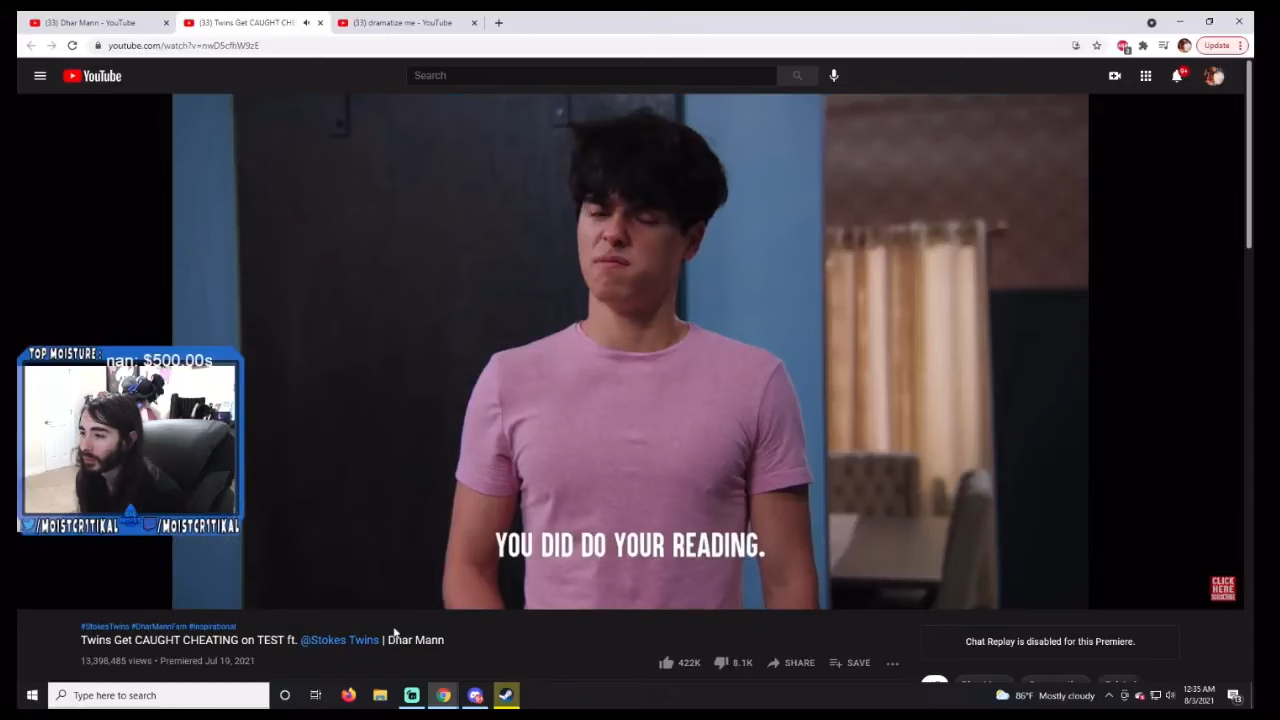 (33) Dhar Mann - YouTube
(33) Twins Get CAUGHT CHE
(33) dramatize me - YouTube
youtube.com/watch?v=nwD5cfhW9zE
Update
YouTube
Search
9+
TOP MOISTURE :
nan: $500.00s
/MOISTCR1TIKAL
/MOISTCR1TIKAL
YOU DID DO YOUR READING.
CLICK
HERE
SUBSCRIBE
#StokesTwins #DharMannFam #Inspirational
Twins Get CAUGHT CHEATING on TEST ft. @Stokes Twins | Dhar Mann
13,398,485 views • Premiered Jul 19, 2021
422K
8.1K
SHARE
SAVE
Chat Replay is disabled for this Premiere.
Type here to search
86°F Mostly cloudy
12:35 AM
8/3/2021